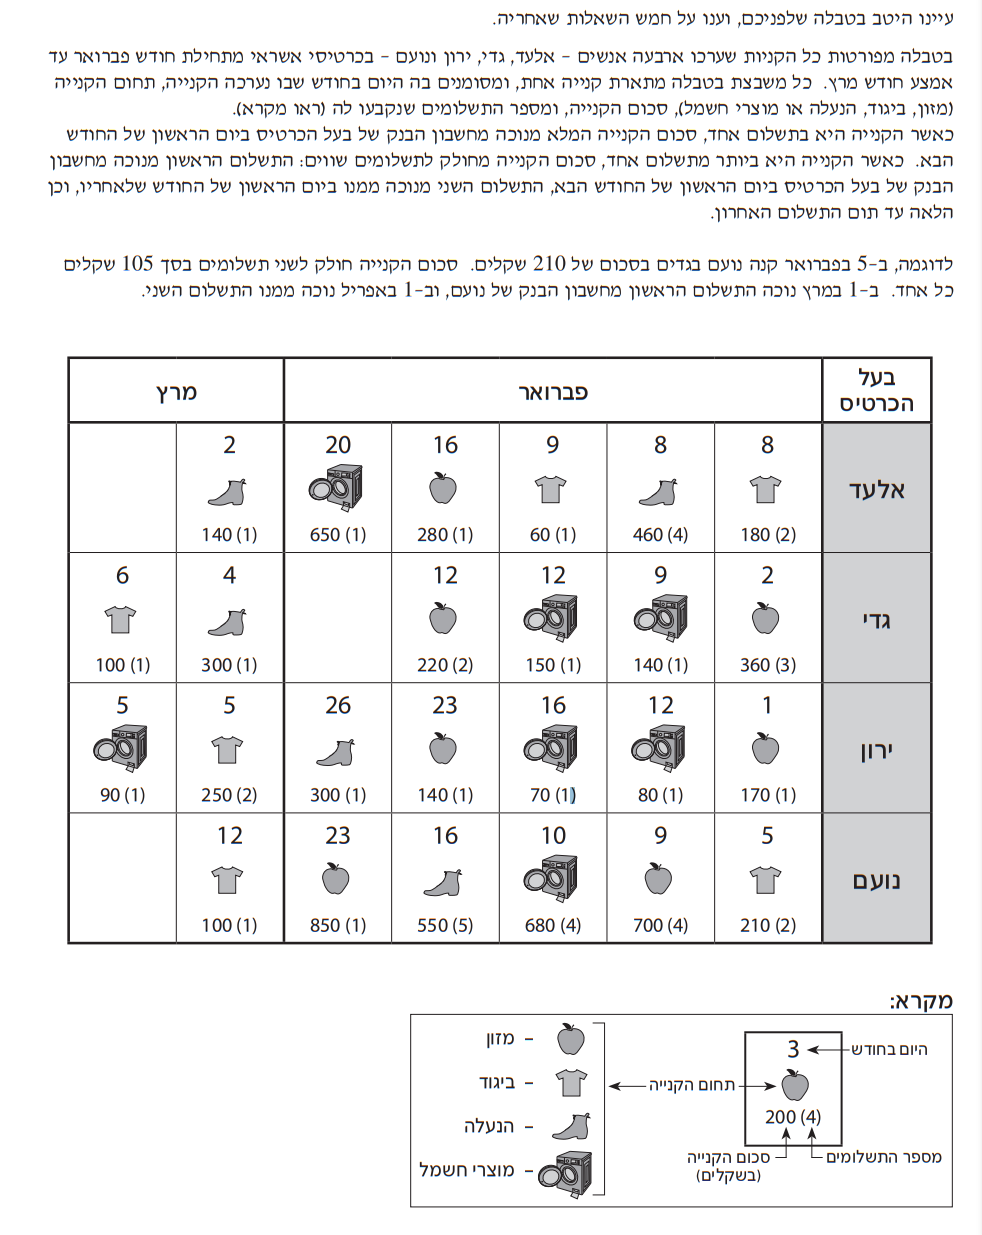 עיינו היטב בטבלה שלפניכם, וענו על חמש השאלות שאחריה.
בטבלה מפורטות כל הקניות שערכו ארבעה אנשים – אלעד, גדי, ירון ונועם – בכרטיסי אשראי מתחילת חודש פברואר עד
אמצע חודש מרץ. כל משבצת בטבלה מתארת קנייה אחת, ומסומנים בה היום בחודש שבו נערכה הקנייה, תחום הקנייה
(מזון, ביגוד, הנעלה או מוצרי חשמל), סכום הקנייה, ומספר התשלומים שנקבעו לה (ראו מקרא).
כאשר הקנייה היא בתשלום אחד, סכום הקנייה המלא מנוכה מחשבון הבנק של בעל הכרטיס ביום הראשון של החודש
הבא. כאשר הקנייה היא ביותר מתשלום אחד, סכום הקנייה מחולק לתשלומים שווים: התשלום הראשון מנוכה מחשבון
הבנק של בעל הכרטיס ביום הראשון של החודש הבא, התשלום השני מנוכה ממנו ביום הראשון של החודש שלאחריו, וכן
הלאה עד תום התשלום האחרון.
לדוגמה, ב-5 בפברואר קנה נועם בגדים בסכום של 210 שקלים. סכום הקנייה חולק לשני תשלומים בסך 105 שקלים
כל אחד. ב-1 במרץ נוכה התשלום הראשון מחשבון הבנק של נועם, וב-1 באפריל נוכה ממנו התשלום השני.
בעל
הכרטיס
פברואר
מרץ
אלעד
8 8 9 16 20 2
180 (2) 460 (4) 60 (1) 280 (1) 650 (1) 140 (1)
גדי
2 9 12 12 4 6
360 (3) 140 (1) 150 (1) 220 (2) 300 (1) 100 (1)
ירון
1 12 16 23 26 5 5
170 (1) 80 (1) 70 (1) 140 (1) 300 (1) 250 (2) 90 (1)
נועם
5 9 10 16 23 12
210 (2) 700 (4) 680 (4) 550 (5) 850 (1) 100 (1)
מקרא:
היום בחודש
3
תחום הקנייה
200 (4)
מספר התשלומים
סכום הקנייה
(בשקלים)
– מזון
– ביגוד
– הנעלה
– מוצרי חשמל